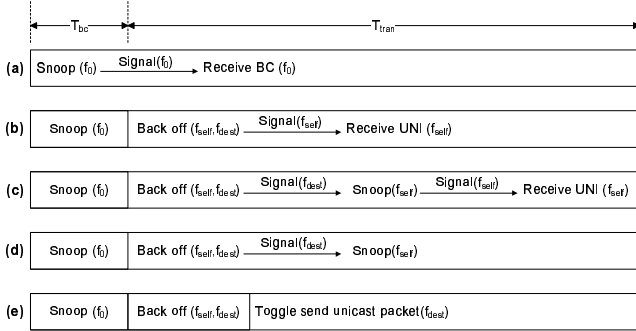 T_bc T_tran
(a) Snoop (f_0) Signal(f_0) Receive BC (f_0)
(b) Snoop (f_0) Back off (f_self,f_dest) Signal(f_self) Receive UNI (f_self)
(c) Snoop (f_0) Back off (f_self,f_dest) Signal(f_dest) Snoop(f_self) Signal(f_self) Receive UNI (f_self)
(d) Snoop (f_0) Back off (f_self,f_dest) Signal(f_dest) Snoop(f_self)
(e) Snoop (f_0) Back off (f_self,f_dest) Toggle send unicast packet(f_dest)